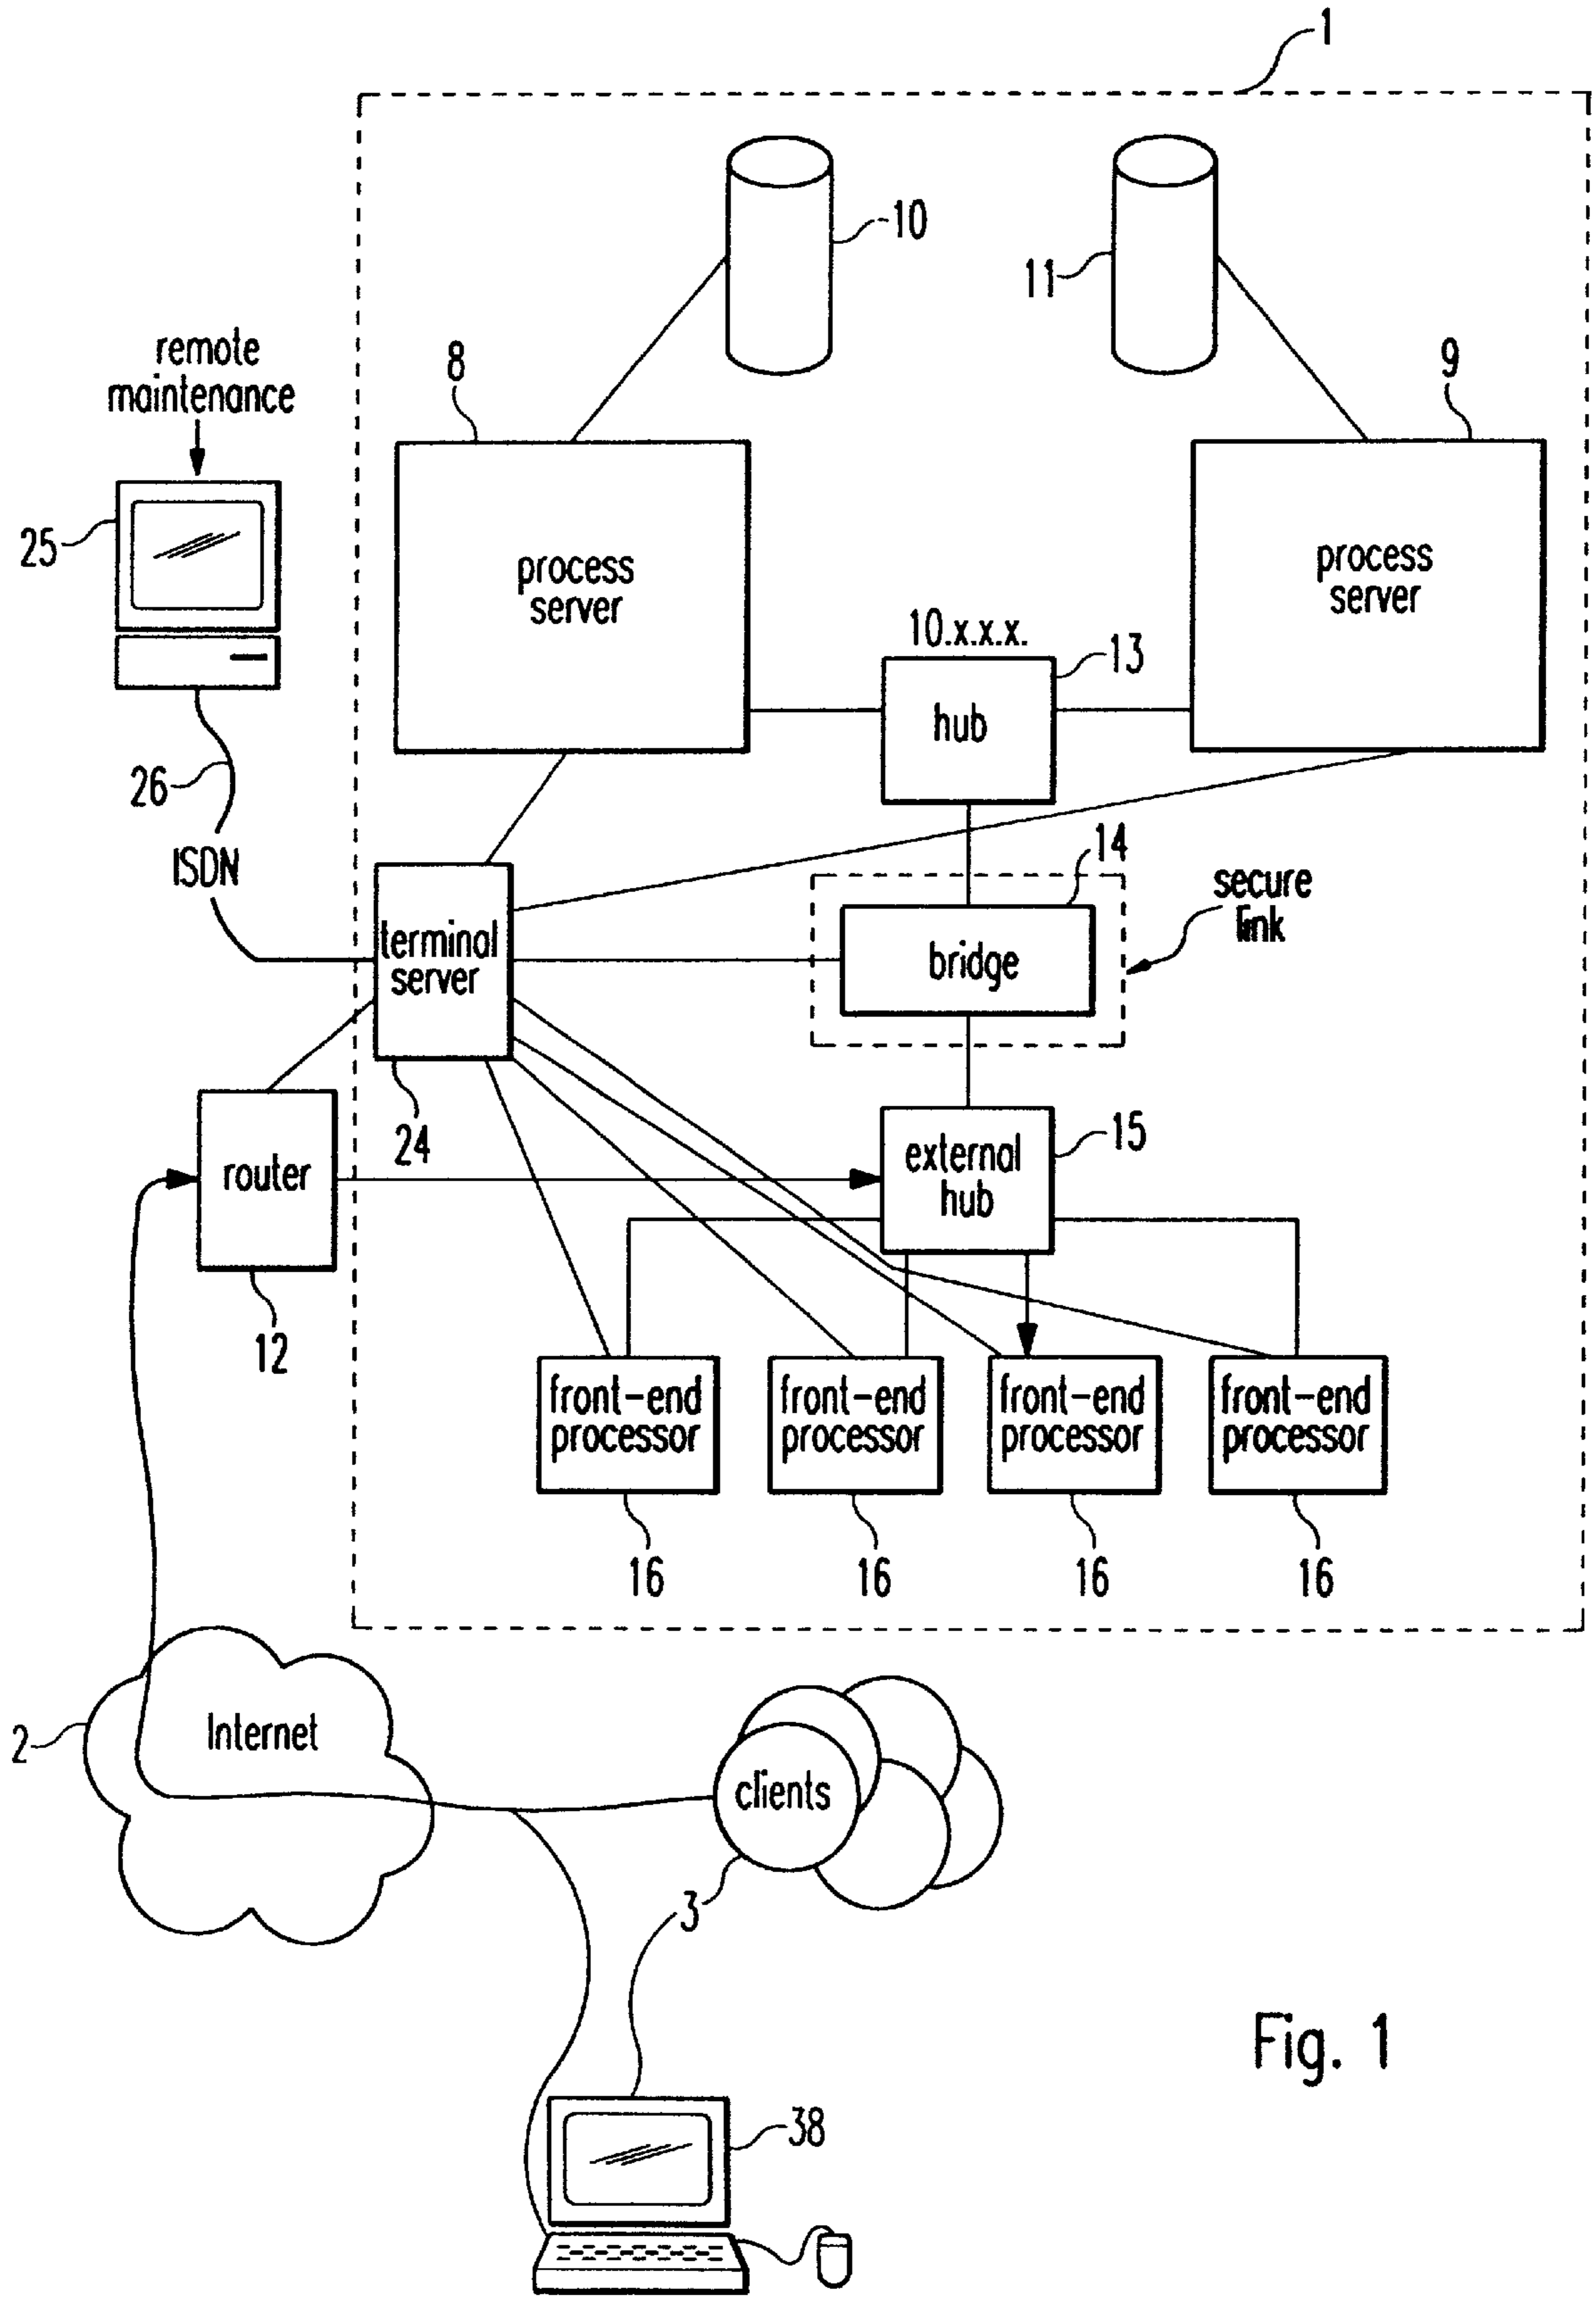 1
10
11
remote
maintenance
8
9
25
process
server
process
server
10.x.x.x.
13
hub
26
ISDN
14
secure
link
terminal
server
bridge
24
15
external
hub
router
12
front-end
processor
front-end
processor
front-end
processor
front-end
processor
16
16
16
16
2
Internet
clients
3
38
Fig. 1